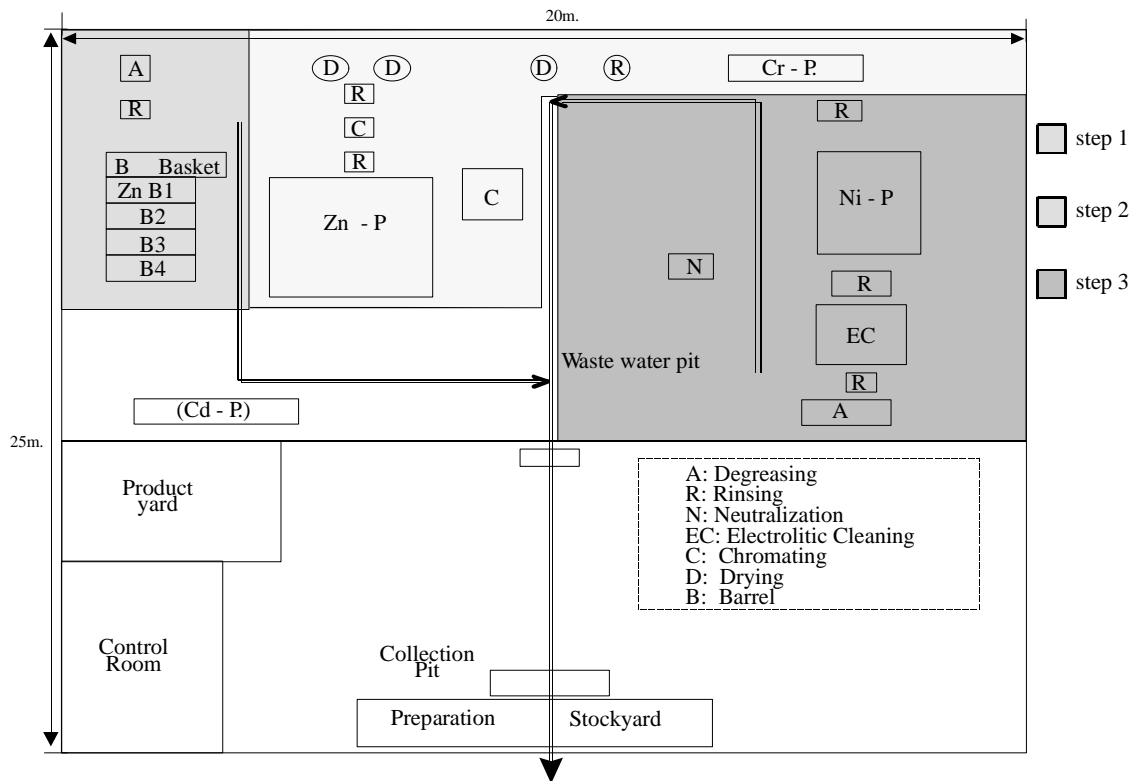 20m.
A
D
D
D
R
Cr - P.
R
R
R
step 1
C
B Basket
R
Zn B1
C
Ni - P
B2
Zn - P
step 2
B3
B4
N
R
step 3
EC
Waste water pit
R
(Cd - P.)
A
25m.
Product
yard
A: Degreasing
R: Rinsing
N: Neutralization
EC: Electrolitic Cleaning
C: Chromating
D: Drying
B: Barrel
Control
Room
Collection
Pit
Preparation
Stockyard